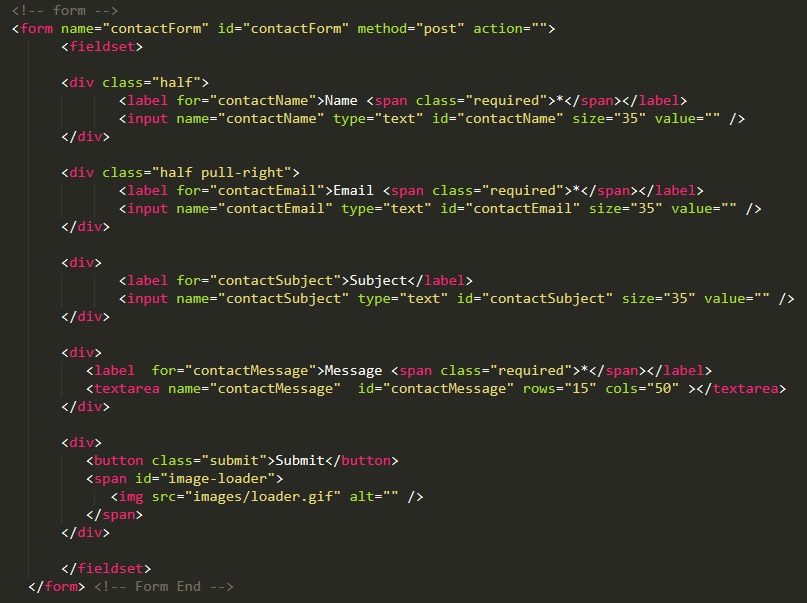 <!-- form -->
<form name="contactForm" id="contactForm" method="post" action="">
<fieldset>
<div class="half">
<label for="contactName">Name <span class="required">*</span></label>
<input name="contactName" type="text" id="contactName" size="35" value="" />
</div>
<div class="half pull-right">
<label for="contactEmail">Email <span class="required">*</span></label>
<input name="contactEmail" type="text" id="contactEmail" size="35" value="" />
</div>
<div>
<label for="contactSubject">Subject</label>
<input name="contactSubject" type="text" id="contactSubject" size="35" value="" />
</div>
<div>
<label  for="contactMessage">Message <span class="required">*</span></label>
<textarea name="contactMessage"  id="contactMessage" rows="15" cols="50" ></textarea>
</div>
<div>
<button class="submit">Submit</button>
<span id="image-loader">
<img src="images/loader.gif" alt="" />
</span>
</div>
</fieldset>
</form> <!-- Form End -->